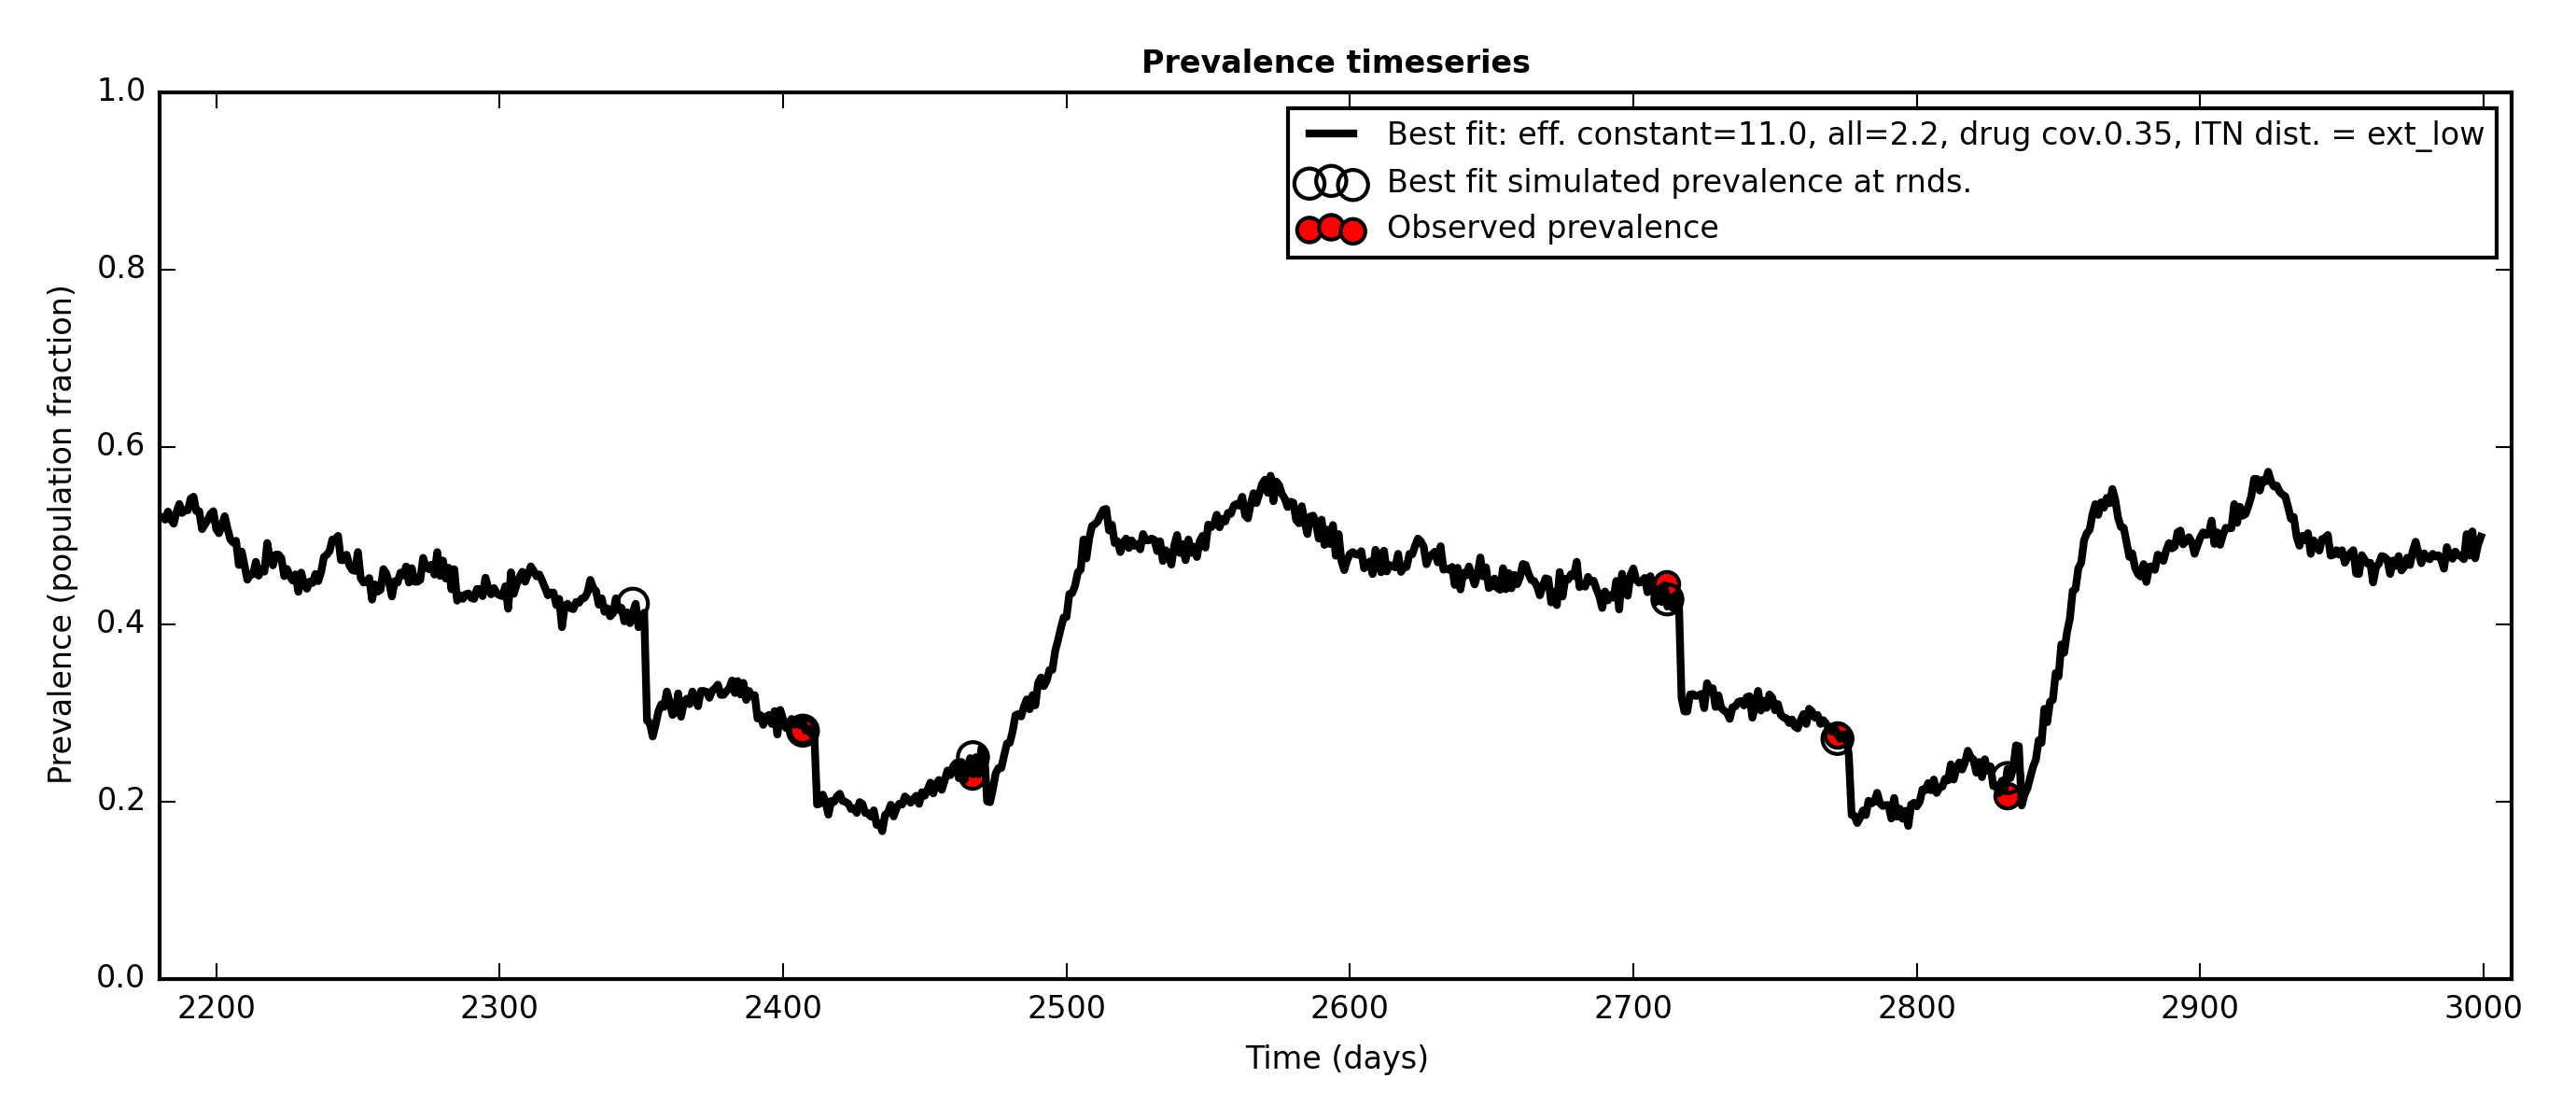 Prevalence timeseries
Best fit: eff. constant=11.0, all=2.2, drug cov.0.35, ITN dist. = ext_low
Best fit simulated prevalence at rnds.
Observed prevalence
Prevalence (population fraction)
1.0
0.8
0.6
0.4
0.2
0.0
2200 2300 2400 2500 2600 2700 2800 2900 3000
Time (days)